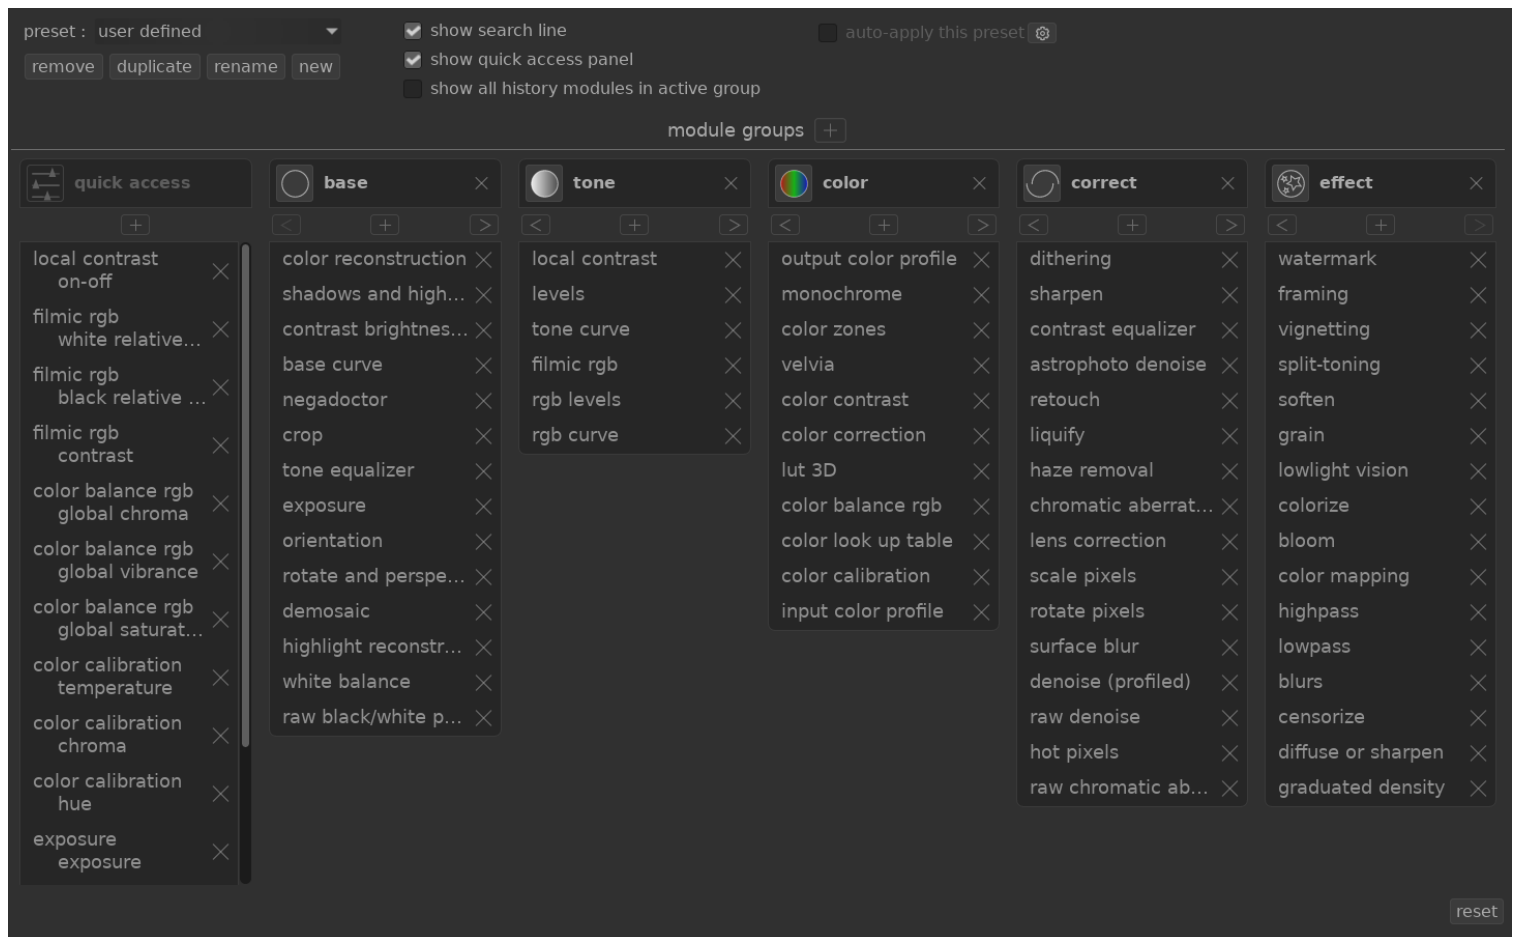 preset : user defined
remove duplicate rename new
show search line
show quick access panel
show all history modules in active group
auto-apply this preset
module groups +
quick access
+
local contrast
on-off
filmic rgb
white relative...
filmic rgb
black relative ...
filmic rgb
contrast
color balance rgb
global chroma
color balance rgb
global vibrance
color balance rgb
global saturat...
color calibration
temperature
color calibration
chroma
color calibration
hue
exposure
exposure
base
< + >
color reconstruction
shadows and high...
contrast brightnes...
base curve
negadoctor
crop
tone equalizer
exposure
orientation
rotate and perspe...
demosaic
highlight reconstr...
white balance
raw black/white p...
tone
< + >
local contrast
levels
tone curve
filmic rgb
rgb levels
rgb curve
color
< + >
output color profile
monochrome
color zones
velvia
color contrast
color correction
lut 3D
color balance rgb
color look up table
color calibration
input color profile
correct
< + >
dithering
sharpen
contrast equalizer
astrophoto denoise
retouch
liquify
haze removal
chromatic aberrat...
lens correction
scale pixels
rotate pixels
surface blur
denoise (profiled)
raw denoise
hot pixels
raw chromatic ab...
effect
< + >
watermark
framing
vignetting
split-toning
soften
grain
lowlight vision
colorize
bloom
color mapping
highpass
lowpass
blurs
censorize
diffuse or sharpen
graduated density
reset